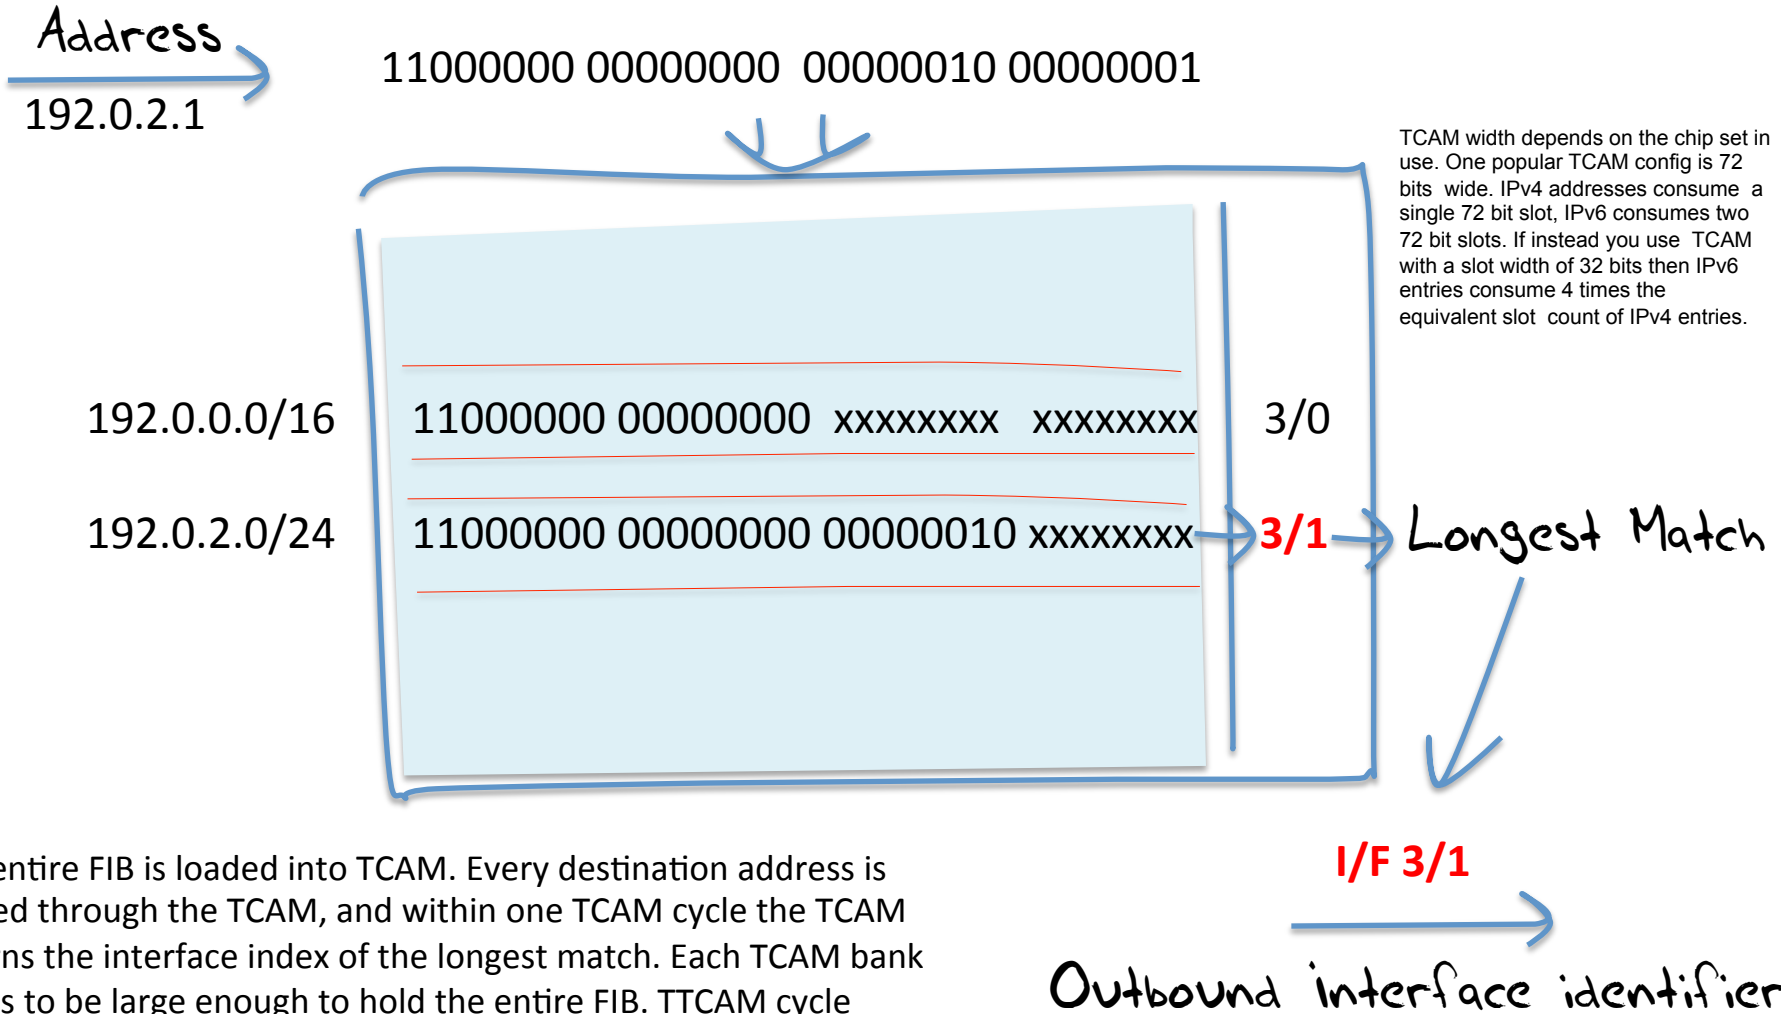 Address
192.0.2.1
11000000 00000000 00000010 00000001
TCAM width depends on the chip set in
use. One popular TCAM config is 72
bits wide. IPv4 addresses consume a
single 72 bit slot, IPv6 consumes two
72 bit slots. If instead you use TCAM
with a slot width of 32 bits then IPv6
entries consume 4 times the
equivalent slot count of IPv4 entries.
192.0.0.0/16 11000000 00000000 xxxxxxxx xxxxxxxx 3/0
192.0.2.0/24 11000000 00000000 00000010 xxxxxxxx 3/1 Longest Match
I/F 3/1
Outbound interface identifier
entire FIB is loaded into TCAM. Every destination address is
ed through the TCAM, and within one TCAM cycle the TCAM
rns the interface index of the longest match. Each TCAM bank
s to be large enough to hold the entire FIB. TTCAM cycle